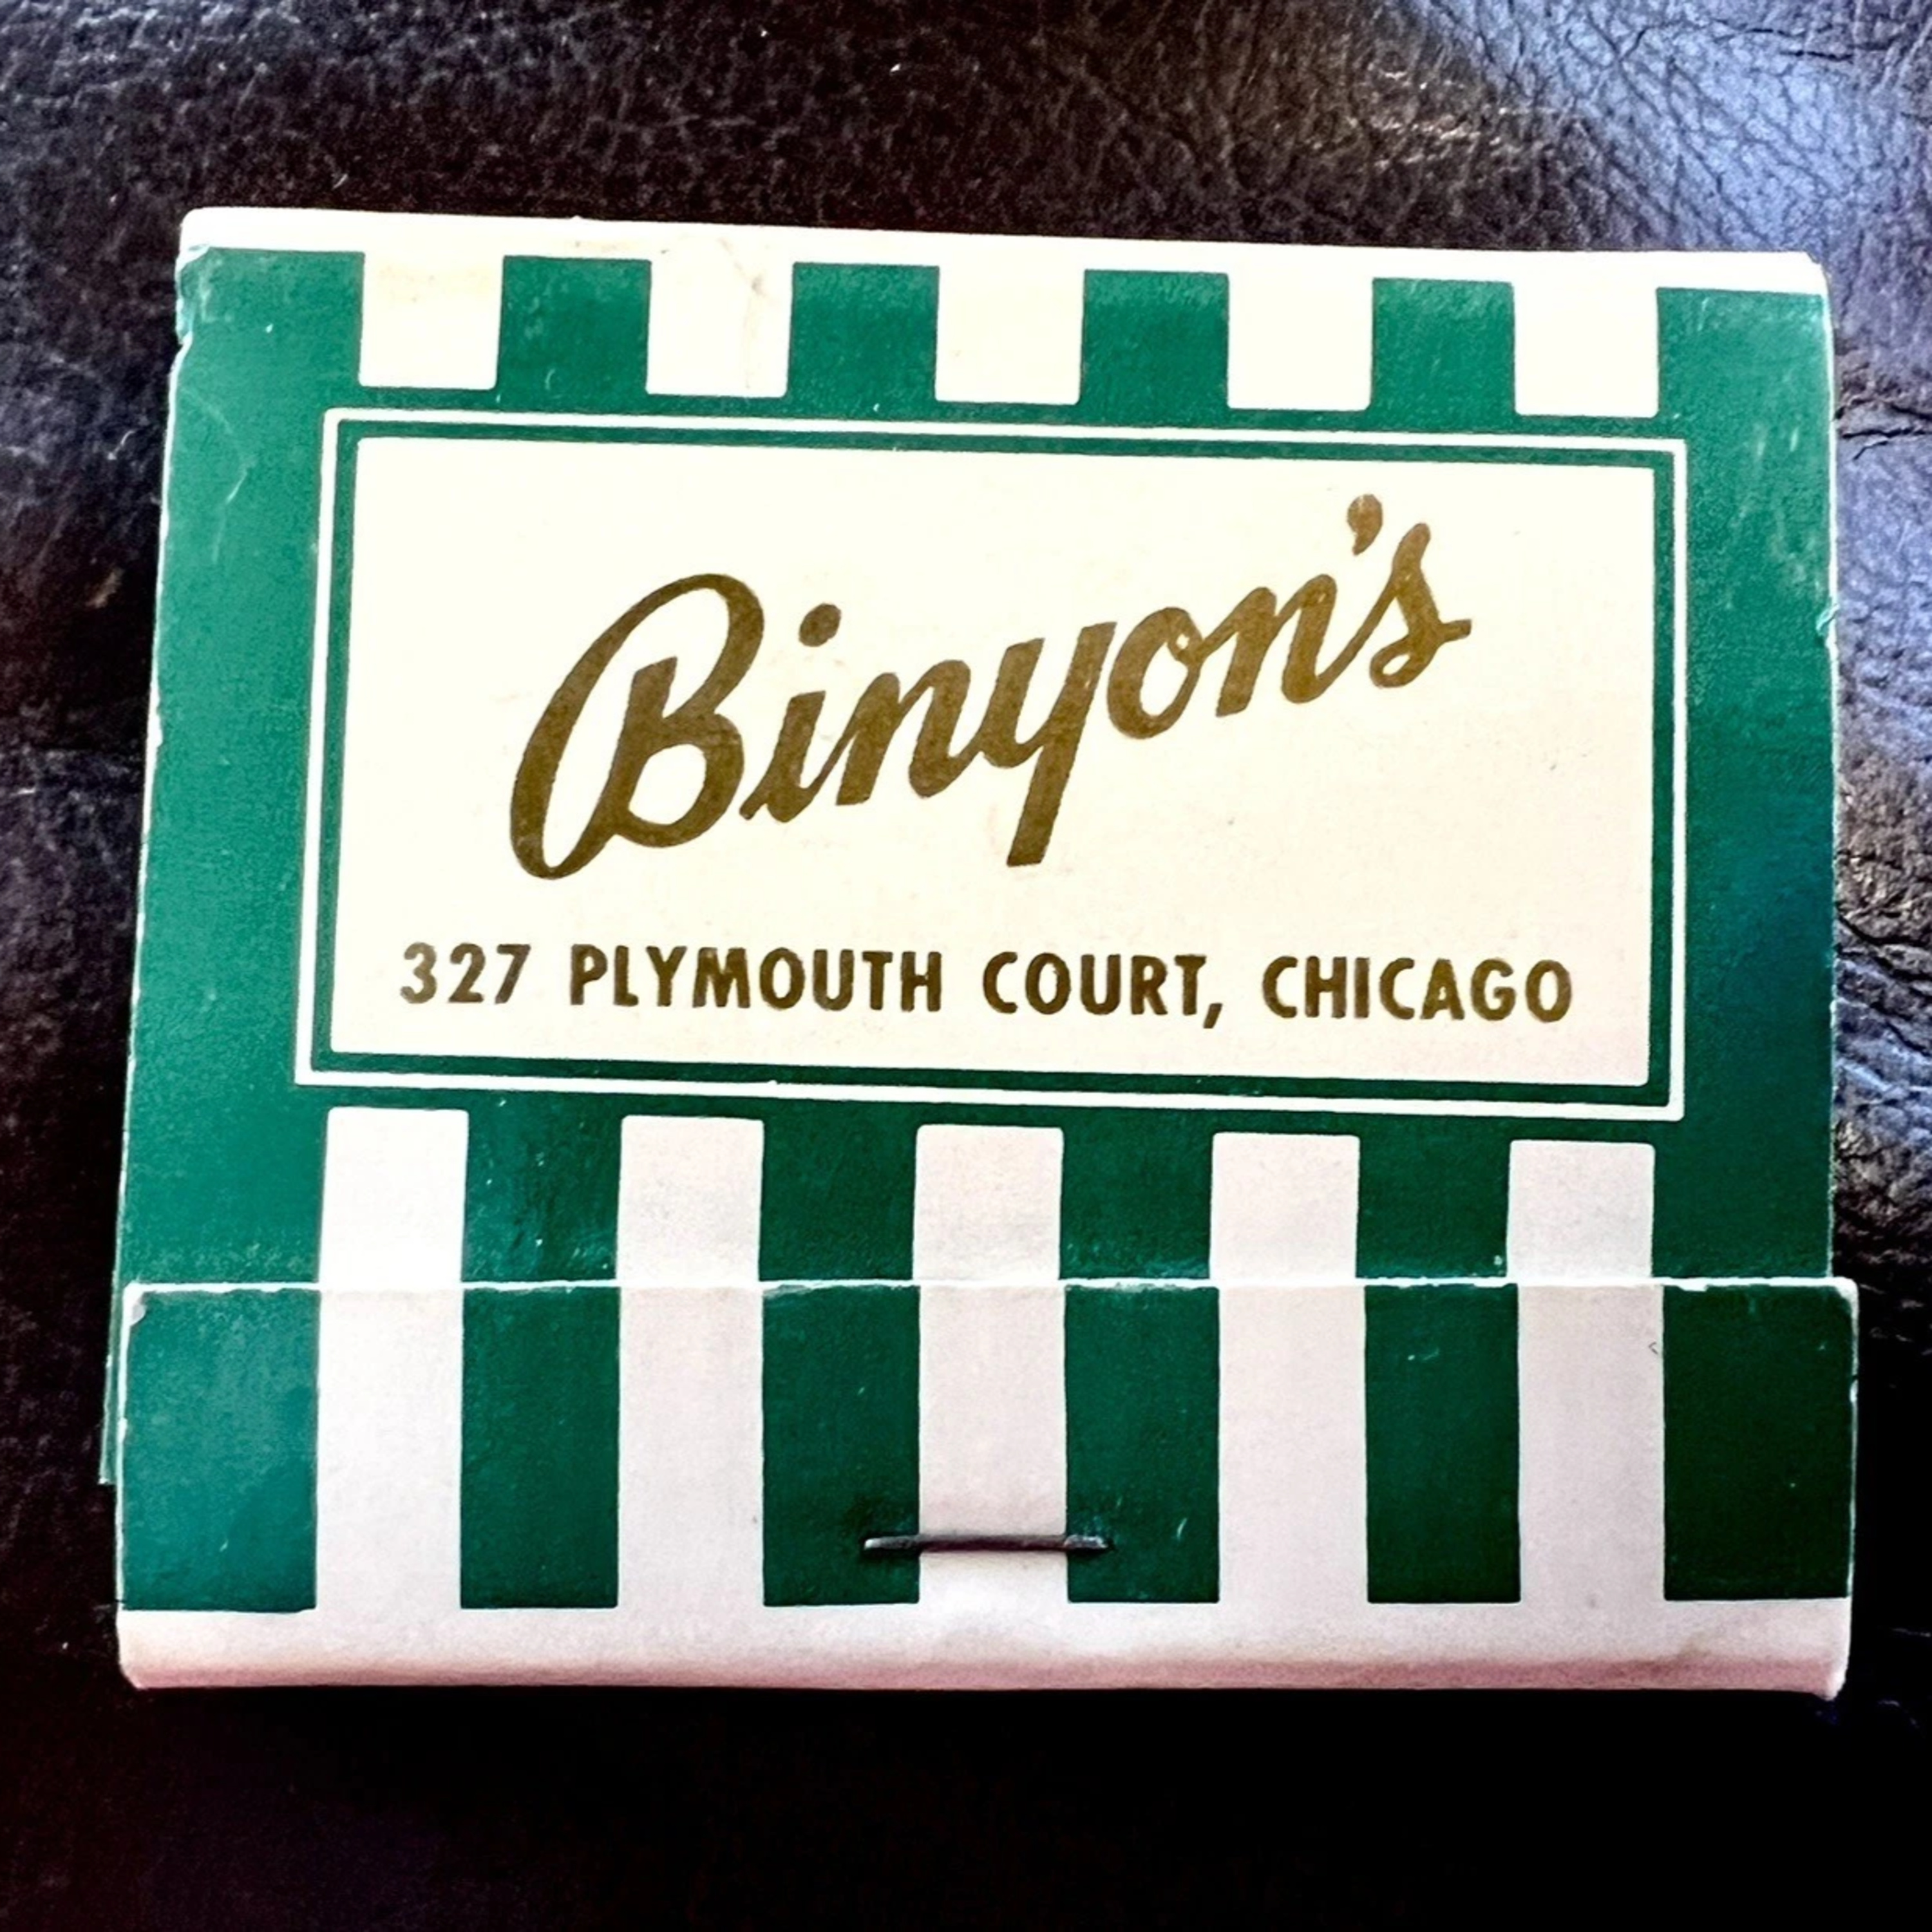 Binyon's
327 PLYMOUTH COURT, CHICAGO